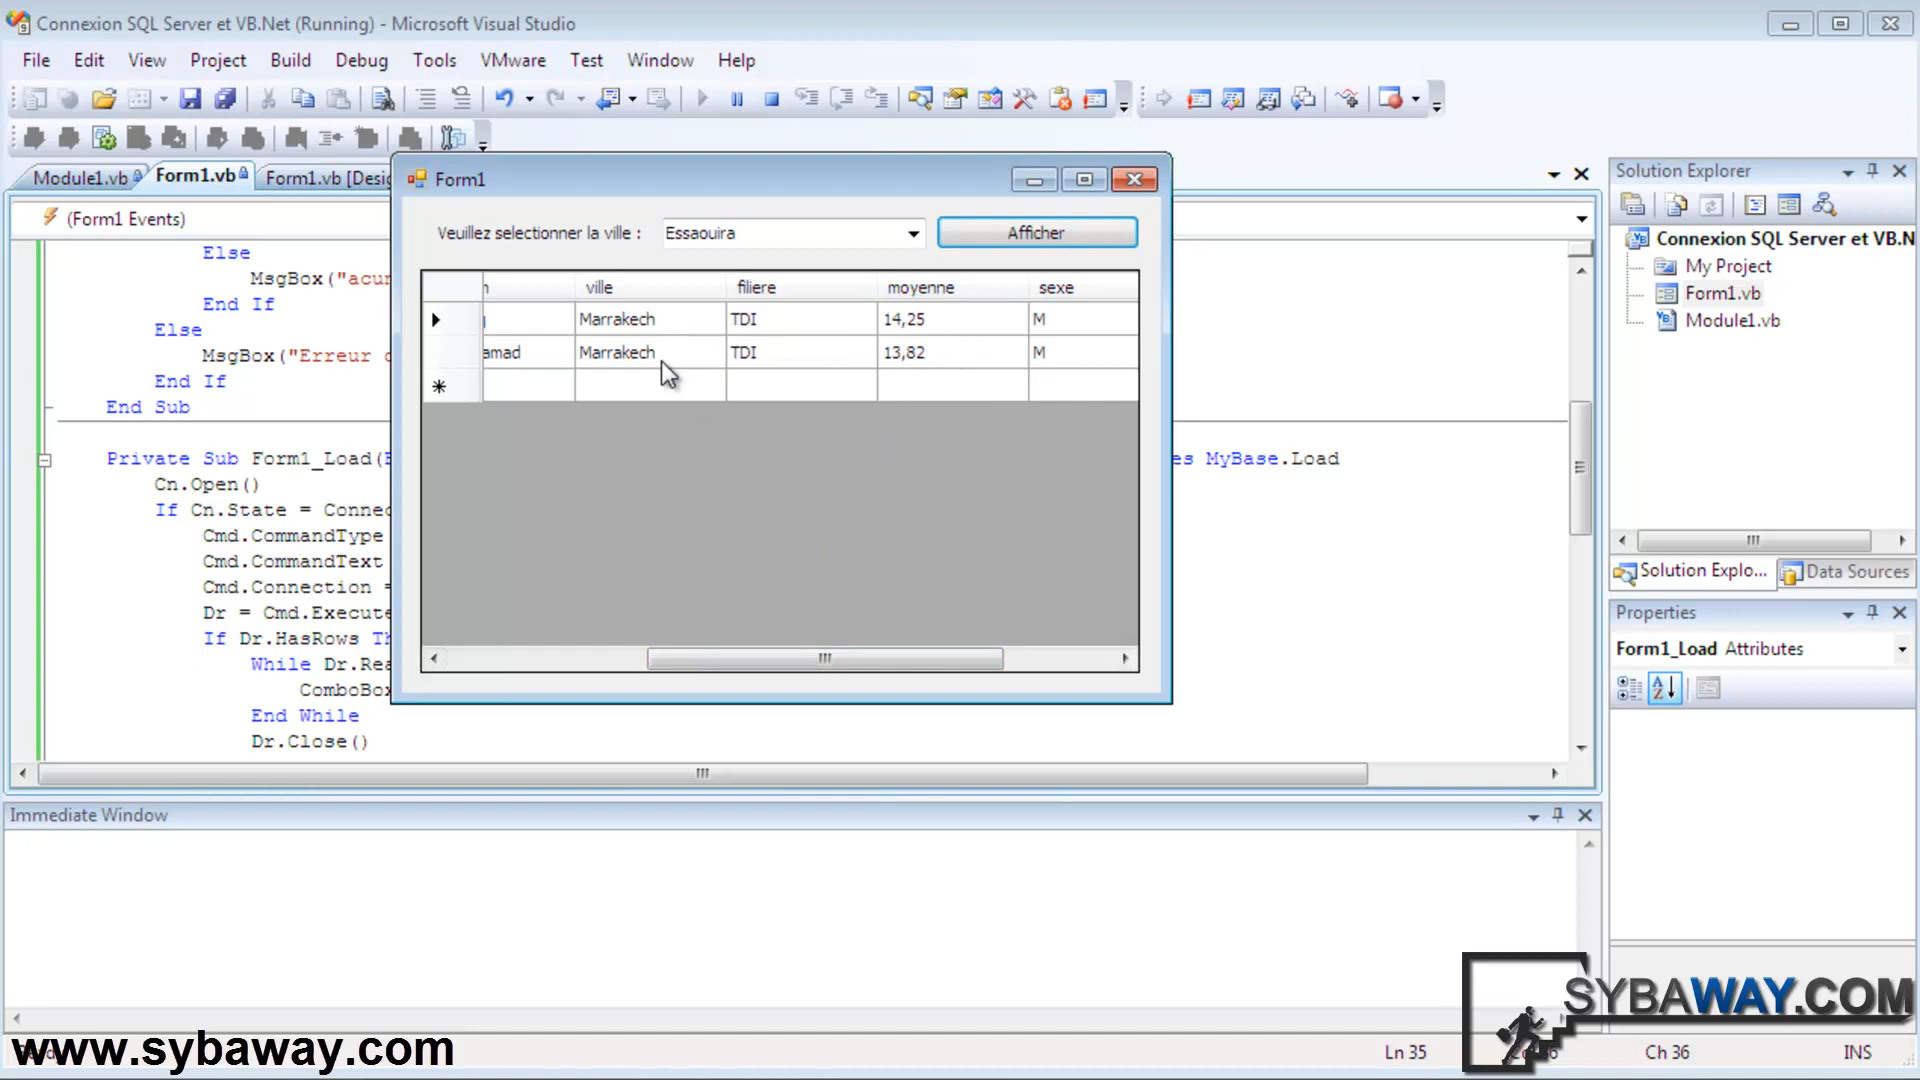 Connexion SQL Server et VB.Net (Running) - Microsoft Visual Studio
File Edit View Project Build Debug Tools VMware Test Window Help
Module1.vb Form1.vb Form1.vb [Desig
(Form1 Events)
Else
MsgBox("acur
End If
Else
MsgBox("Erreur
End If
End Sub
Private Sub Form1_Load( es MyBase.Load
Cn.Open()
If Cn.State = Connec
Cmd.CommandType
Cmd.CommandText
Cmd.Connection =
Dr = Cmd.Execute
If Dr.HasRows Th
While Dr.Rea
ComboBox
End While
Dr.Close()
Form1
Veuillez selectionner la ville : Essaouira Afficher
ville filiere moyenne sexe
Marrakech TDI 14,25 M
amad Marrakech TDI 13,82 M
Solution Explorer
Connexion SQL Server et VB.N
My Project
Form1.vb
Module1.vb
Solution Explo... Data Sources
Properties
Form1_Load Attributes
Immediate Window
SYBAWAY.COM
www.sybaway.com
Ln 35 Ch 36 INS